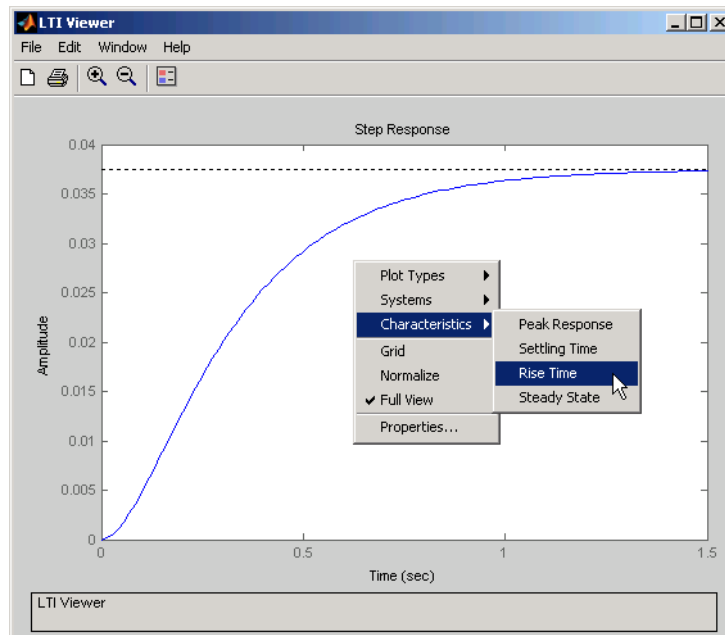 LTI Viewer
File Edit Window Help
Step Response
0.04
0.035
0.03
0.025
0.02
0.015
0.01
0.005
0
Amplitude
0 0.5 1 1.5
Time (sec)
Plot Types
Systems
Characteristics
Grid
Normalize
Full View
Properties...
Peak Response
Settling Time
Rise Time
Steady State
LTI Viewer